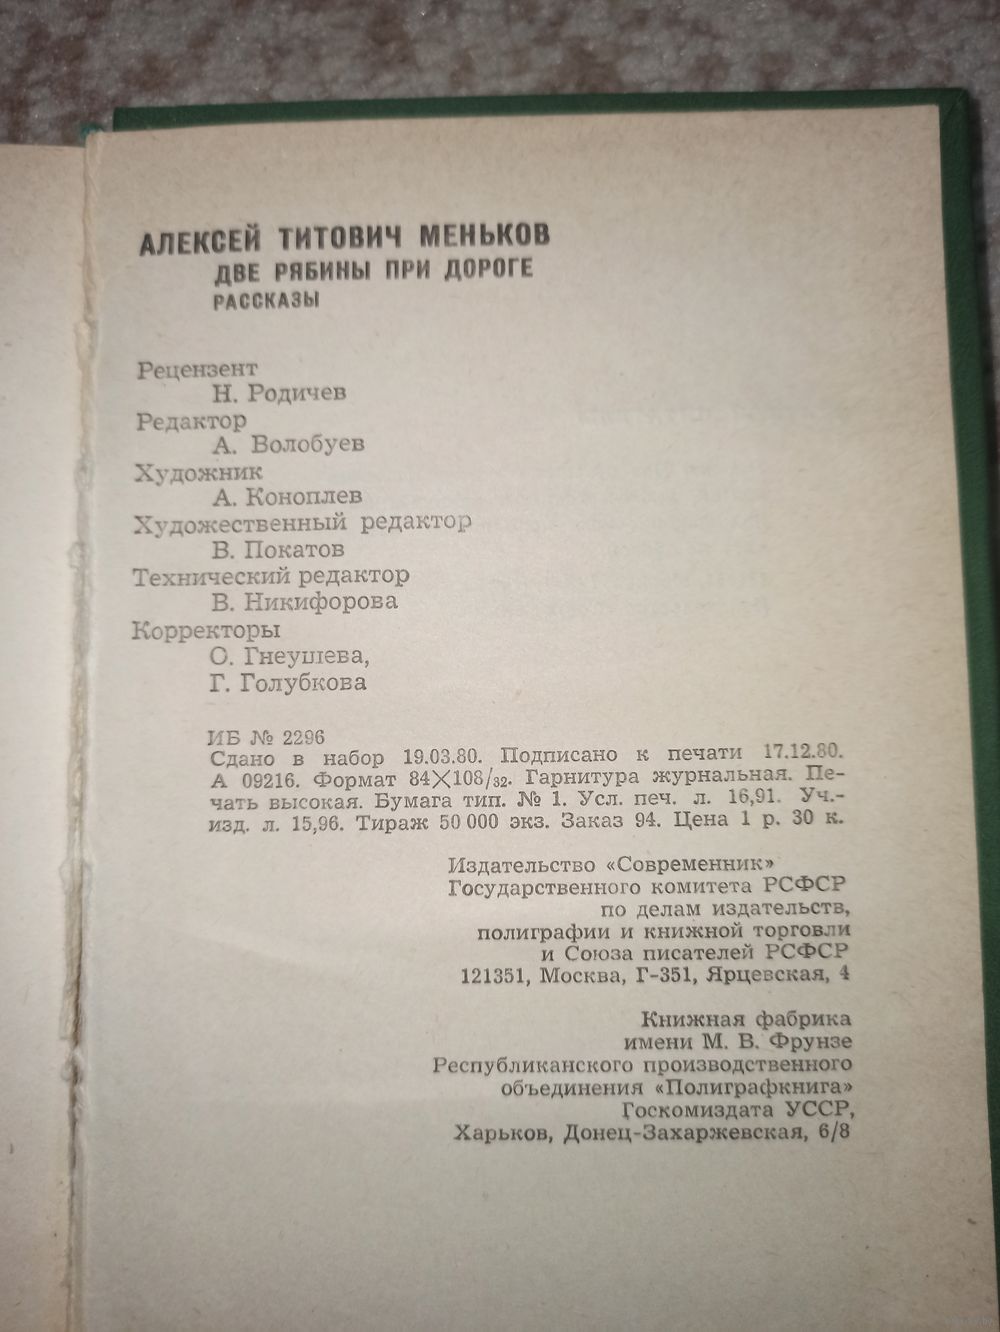 АЛЕКСЕЙ ТИТОВИЧ МЕНЬКОВ
ДВЕ РЯБИНЫ ПРИ ДОРОГЕ
РАССКАЗЫ
Рецензент
Н. Родичев
Редактор
А. Волобуев
Художник
А. Коноплев
Художественный редактор
В. Покатов
Технический редактор
В. Никифорова
Корректоры
О. Гнеушева,
Г. Голубкова
ИБ № 2296
Сдано в набор 19.03.80. Подписано к печати 17.12.80.
А 09216. Формат 84×108/32. Гарнитура журнальная. Пе-
чать высокая. Бумага тип. № 1. Усл. печ. л. 16,91. Уч.-
изд. л. 15,96. Тираж 50 000 экз. Заказ 94. Цена 1 р. 30 к.
Издательство «Современник»
Государственного комитета РСФСР
по делам издательств,
полиграфии и книжной торговли
и Союза писателей РСФСР
121351, Москва, Г-351, Ярцевская, 4
Книжная фабрика
имени М. В. Фрунзе
Республиканского производственного
объединения «Полиграфкнига»
Госкомиздата УССР,
Харьков, Донец-Захаржевская, 6/8